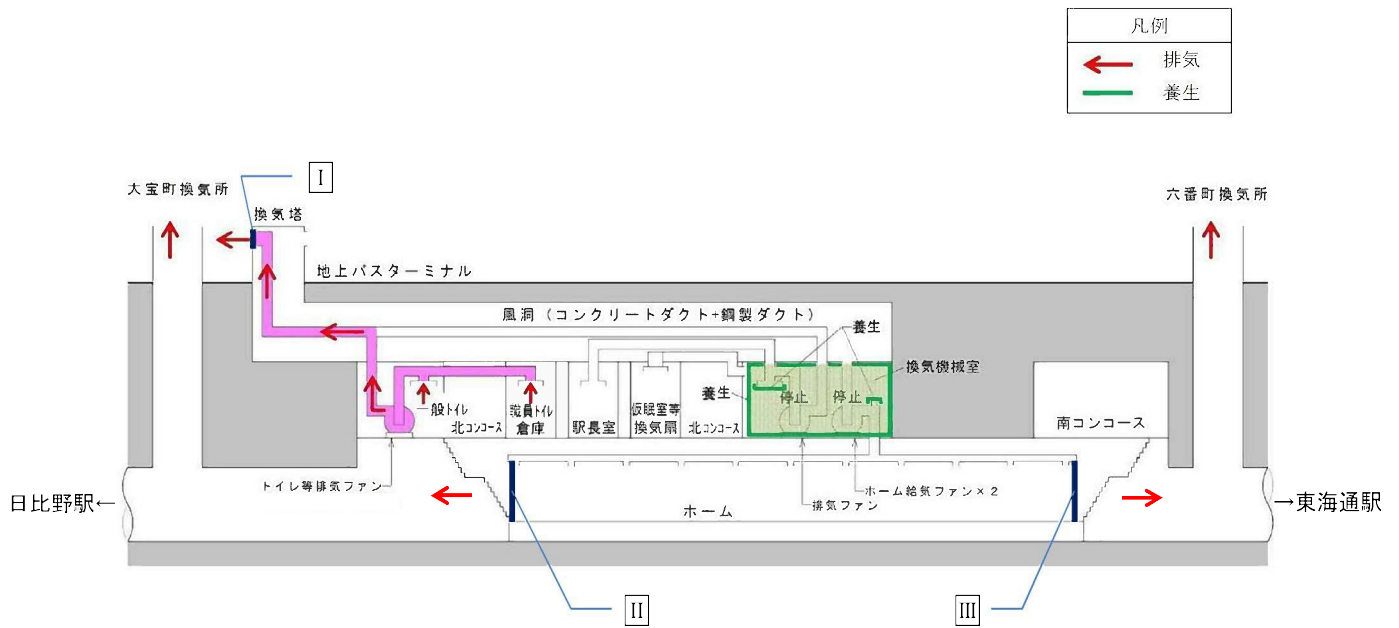 凡例
排気
養生
Ⅰ
大宝町換気所
換気塔
六番町換気所
地上バスターミナル
風洞（コンクリートダクト+鋼製ダクト）
養生
換気機械室
養生
停止
停止
一般トイレ
北コンコース
職員トイレ
倉庫
駅長室
仮眠室等
換気扇
北コンコース
南コンコース
トイレ等排気ファン
ホーム給気ファン×２
排気ファン
ホーム
日比野駅←
→東海通駅
Ⅱ
Ⅲ